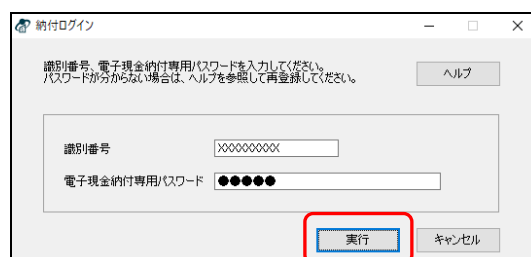 納付ログイン
識別番号、電子現金納付専用パスワードを入力してください。
パスワードが分からない場合は、ヘルプを参照して再登録してください。
ヘルプ
識別番号 XXXXXXXXX
電子現金納付専用パスワード ●●●●●
実行 キャンセル